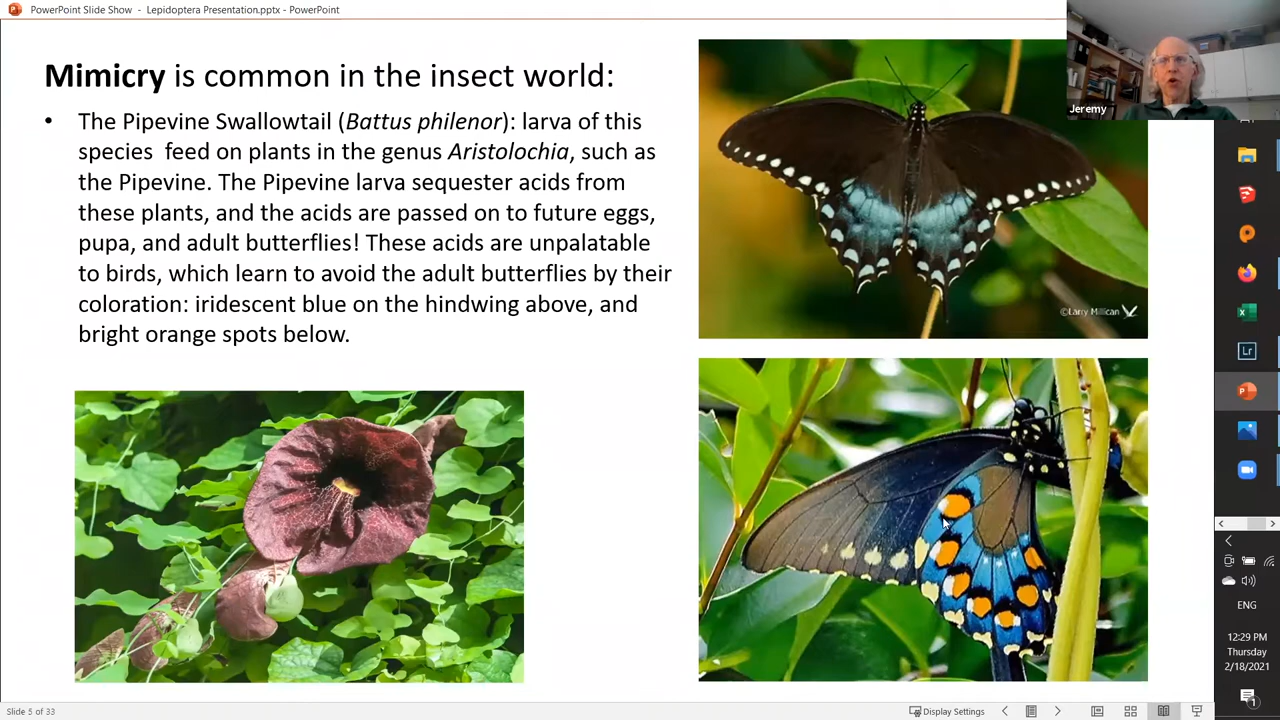 PowerPoint Slide Show - Lepidoptera Presentation.pptx - PowerPoint
Mimicry is common in the insect world:
• The Pipevine Swallowtail (Battus philenor): larva of this
species feed on plants in the genus Aristolochia, such as
the Pipevine. The Pipevine larva sequester acids from
these plants, and the acids are passed on to future eggs,
pupa, and adult butterflies! These acids are unpalatable
to birds, which learn to avoid the adult butterflies by their
coloration: iridescent blue on the hindwing above, and
bright orange spots below.
©Larry Millican
Jeremy
Lr
ENG
12:29 PM
Thursday
2/18/2021
1
Slide 5 of 33
Display Settings